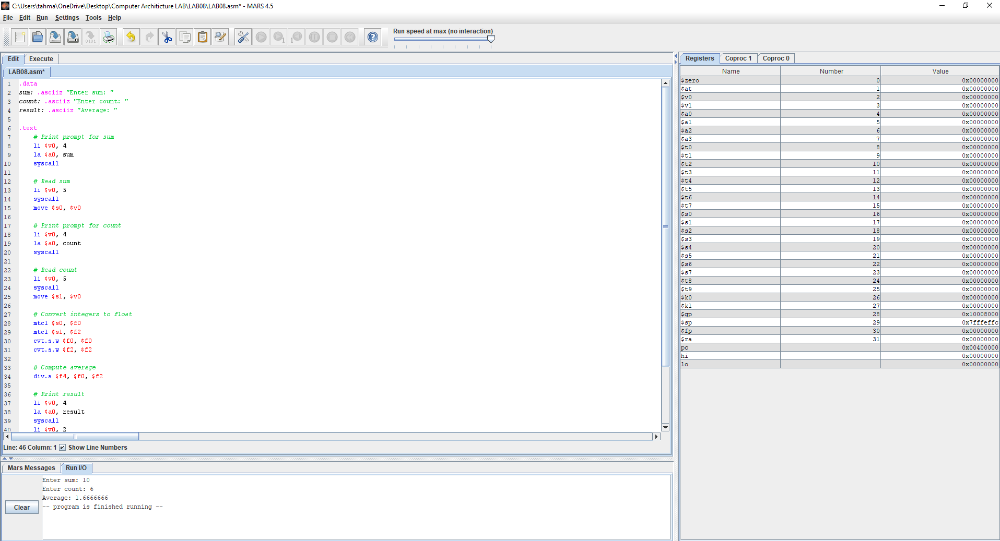 C:\Users\tahma\OneDrive\Desktop\Computer Architicture LAB\LAB08\LAB08.asm* - MARS 4.5
File Edit Run Settings Tools Help
Run speed at max (no interaction)
Edit Execute
LAB08.asm*
1 .data
2 sum: .asciiz "Enter sum: "
3 count: .asciiz "Enter count: "
4 result: .asciiz "Average: "
5
6 .text
7 # Print prompt for sum
8 li $v0, 4
9 la $a0, sum
10 syscall
11
12 # Read sum
13 li $v0, 5
14 syscall
15 move $s0, $v0
16
17 # Print prompt for count
18 li $v0, 4
19 la $a0, count
20 syscall
21
22 # Read count
23 li $v0, 5
24 syscall
25 move $s1, $v0
26
27 # Convert integers to float
28 mtc1 $s0, $f0
29 mtc1 $s1, $f2
30 cvt.s.w $f0, $f0
31 cvt.s.w $f2, $f2
32
33 # Compute average
34 div.s $f4, $f0, $f2
35
36 # Print result
37 li $v0, 4
38 la $a0, result
39 syscall
40 li $v0, 2
Line: 46 Column: 1 Show Line Numbers
Mars Messages Run I/O
Clear
Enter sum: 10
Enter count: 6
Average: 1.6666666
-- program is finished running --
Registers Coproc 1 Coproc 0
Name Number Value
$zero 0 0x00000000
$at 1 0x00000000
$v0 2 0x00000000
$v1 3 0x00000000
$a0 4 0x00000000
$a1 5 0x00000000
$a2 6 0x00000000
$a3 7 0x00000000
$t0 8 0x00000000
$t1 9 0x00000000
$t2 10 0x00000000
$t3 11 0x00000000
$t4 12 0x00000000
$t5 13 0x00000000
$t6 14 0x00000000
$t7 15 0x00000000
$s0 16 0x00000000
$s1 17 0x00000000
$s2 18 0x00000000
$s3 19 0x00000000
$s4 20 0x00000000
$s5 21 0x00000000
$s6 22 0x00000000
$s7 23 0x00000000
$t8 24 0x00000000
$t9 25 0x00000000
$k0 26 0x00000000
$k1 27 0x00000000
$gp 28 0x10008000
$sp 29 0x7fffeffc
$fp 30 0x00000000
$ra 31 0x00000000
pc 0x00400000
hi 0x00000000
lo 0x00000000